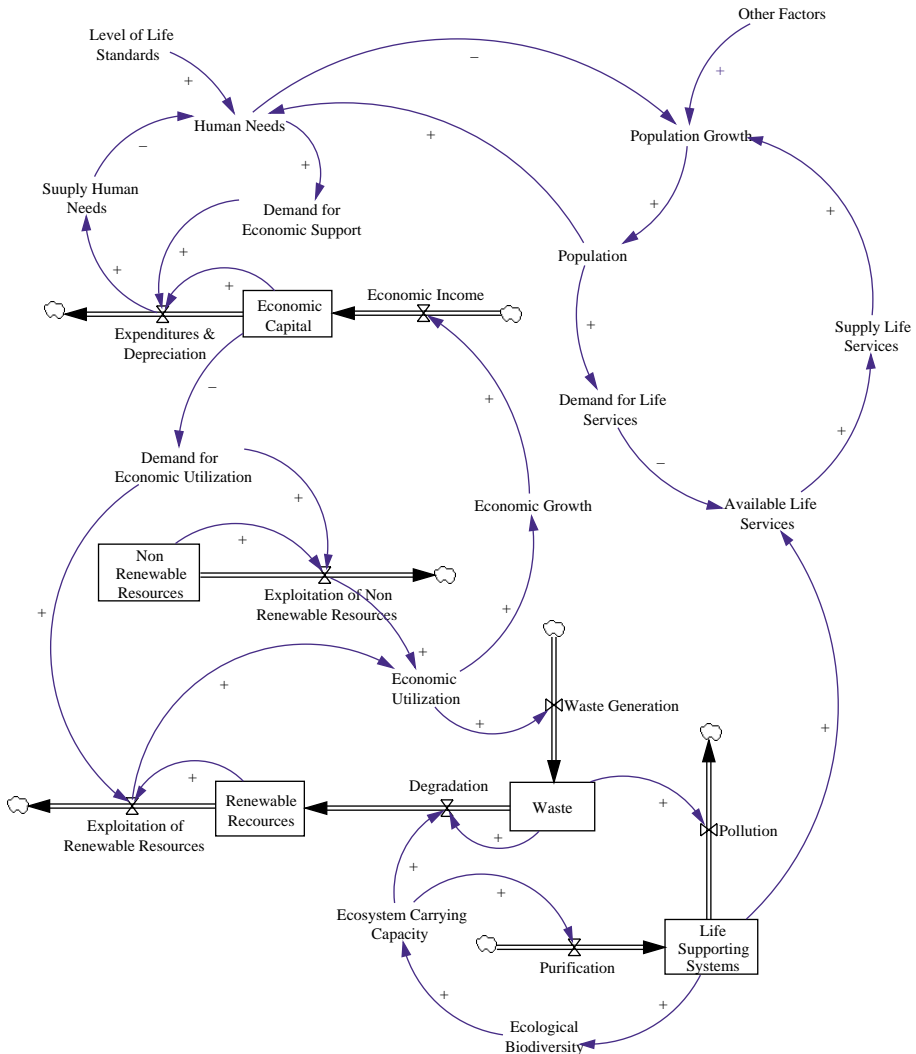 Other Factors
Level of Life
Standards
+
−
+
Human Needs
+
Population Growth
−
+
+
Suuply Human
Needs
Demand for
Economic Support
+
+
+
Population
+
+
Economic
Capital
Economic Income
Expenditures &
Depreciation
+
Supply Life
Services
−
+
Demand for Life
Services
+
Demand for
Economic Utilization
−
+
Economic Growth
Available Life
Services
+
Non
Renewable
Resources
Exploitation of Non
Renewable Resources
+
+
+
Economic
Utilization
+
+
Waste Generation
+
+
Degradation
Renewable
Recources
Waste
+
Exploitation of
Renewable Resources
+
Pollution
+
+
Ecosystem Carrying
Capacity
Life
Supporting
Systems
Purification
+
+
Ecological
Biodiversity